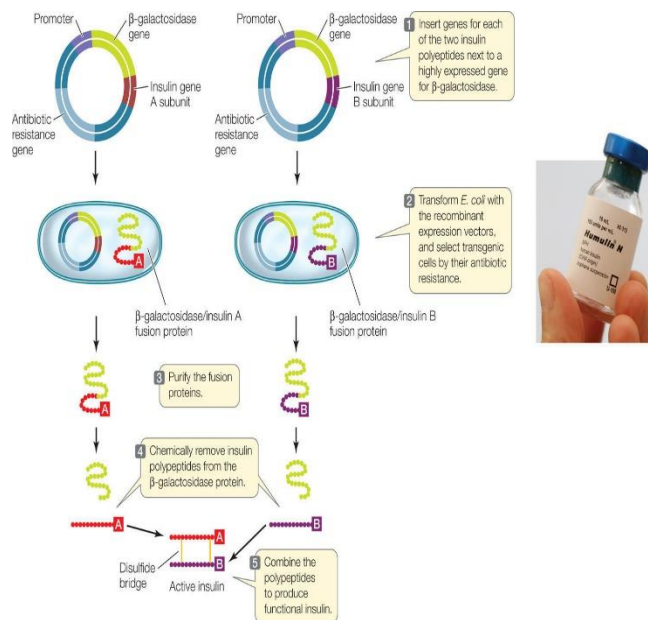 Promoter
β-galactosidase
gene
Promoter
β-galactosidase
gene
1 Insert genes for each
of the two insulin
polypeptides next to a
highly expressed gene
for β-galactosidase.
Insulin gene
A subunit
Insulin gene
B subunit
Antibiotic
resistance
gene
Antibiotic
resistance
gene
2 Transform E. coli with
the recombinant
expression vectors,
and select transgenic
cells by their antibiotic
resistance.
A
B
β-galactosidase/insulin A
fusion protein
β-galactosidase/insulin B
fusion protein
3 Purify the fusion
proteins.
A
B
4 Chemically remove insulin
polypeptides from the
β-galactosidase protein.
A
B
A
B
Disulfide
bridge
Active insulin
5 Combine the
polypeptides
to produce
functional insulin.
10 mL
Humulin N
human insulin